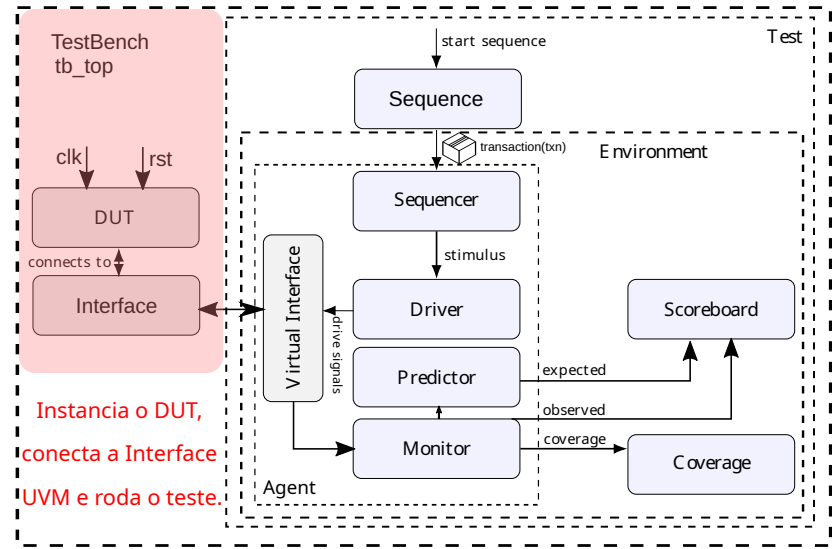 TestBench
tb_top
clk
rst
DUT
connects to
Interface
Instancia o DUT,
conecta a Interface
UVM e roda o teste.
Test
start sequence
Sequence
transaction(txn)
Environment
Sequencer
stimulus
Virtual Interface
Driver
drive signals
Predictor
Monitor
Agent
expected
observed
coverage
Scoreboard
Coverage